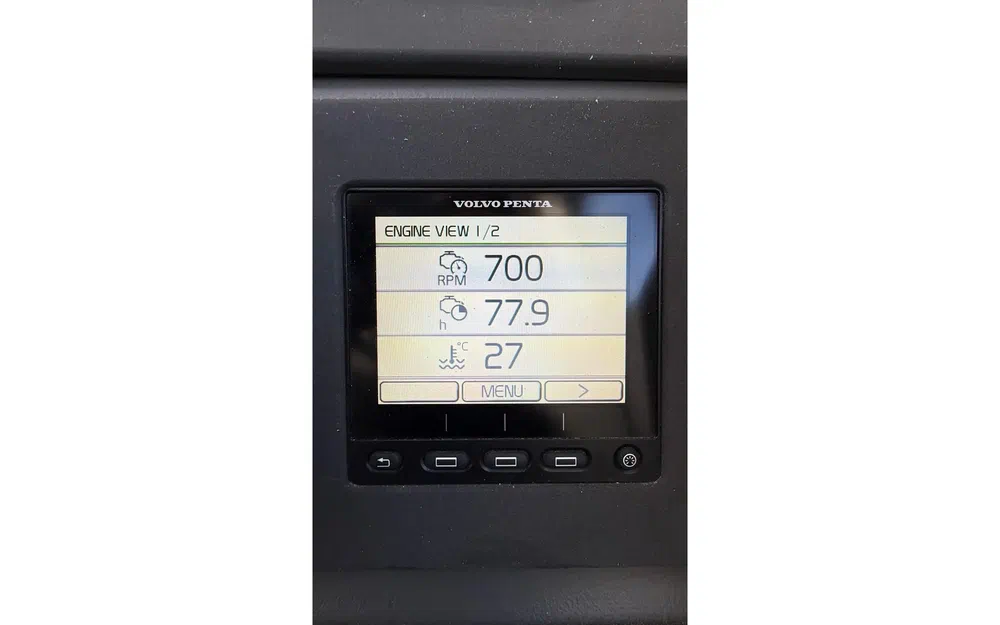 VOLVO PENTA
ENGINE VIEW 1/2
RPM 700
h 77.9
°C 27
MENU >